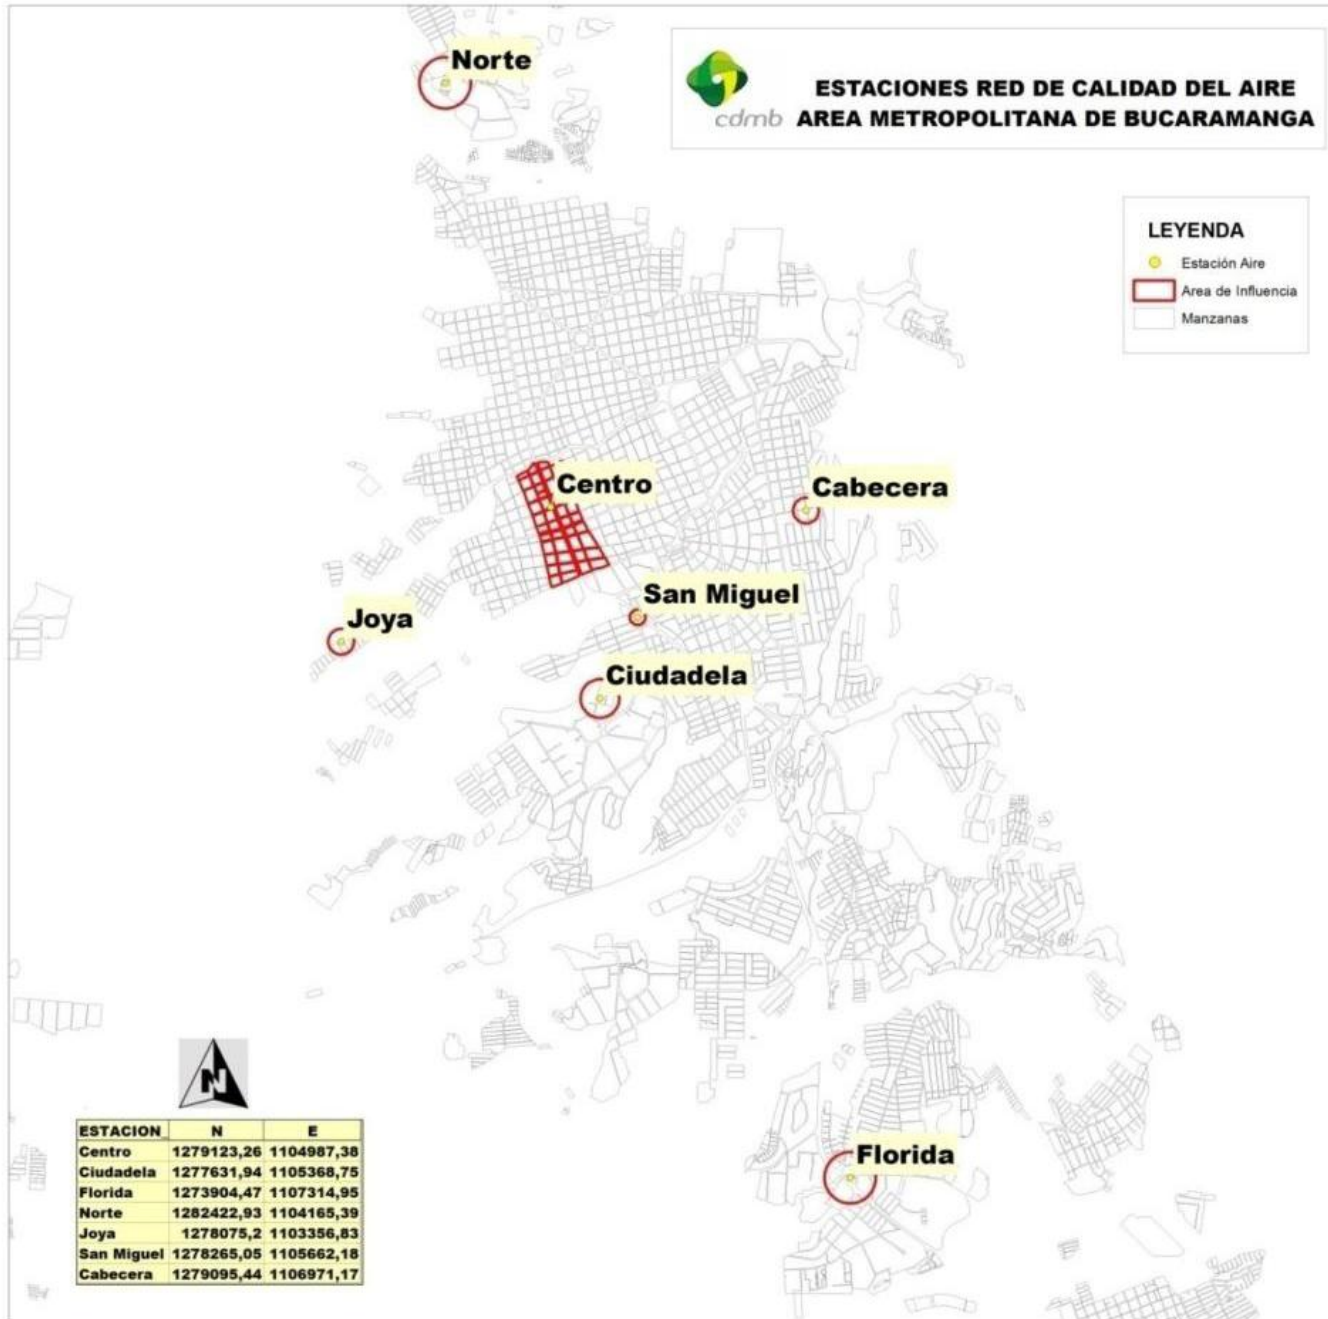 Norte
cdmb
ESTACIONES RED DE CALIDAD DEL AIRE
AREA METROPOLITANA DE BUCARAMANGA
LEYENDA
Estación Aire
Area de Influencia
Manzanas
Centro
Cabecera
San Miguel
Joya
Ciudadela
Florida
N
ESTACION_ N E
Centro 1279123,26 1104987,38
Ciudadela 1277631,94 1105368,75
Florida 1273904,47 1107314,95
Norte 1282422,93 1104165,39
Joya 1278075,2 1103356,83
San Miguel 1278265,05 1105662,18
Cabecera 1279095,44 1106971,17